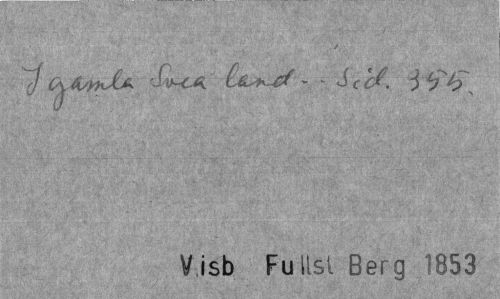 I gamla Svea land - - Sid. 355.
Visb Fullst Berg 1853